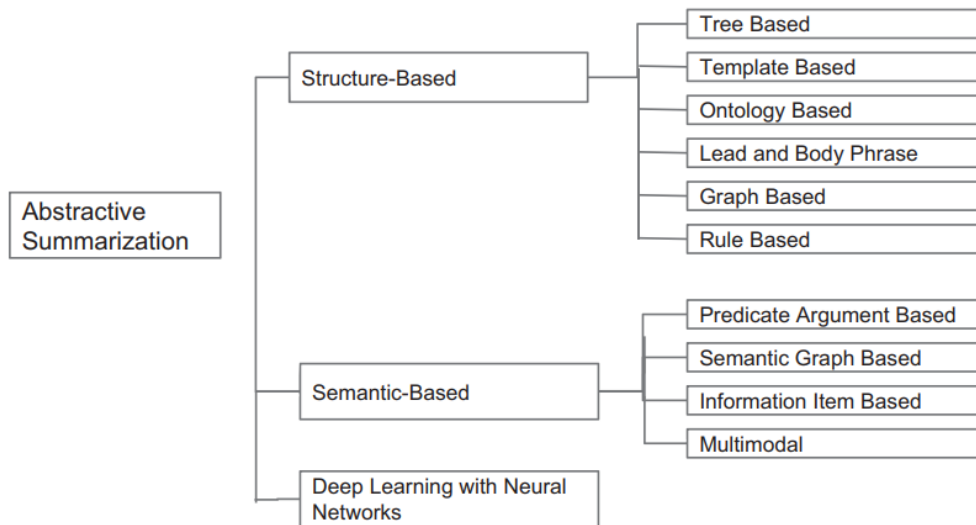 Abstractive
Summarization
Structure-Based
Tree Based
Template Based
Ontology Based
Lead and Body Phrase
Graph Based
Rule Based
Semantic-Based
Predicate Argument Based
Semantic Graph Based
Information Item Based
Multimodal
Deep Learning with Neural
Networks